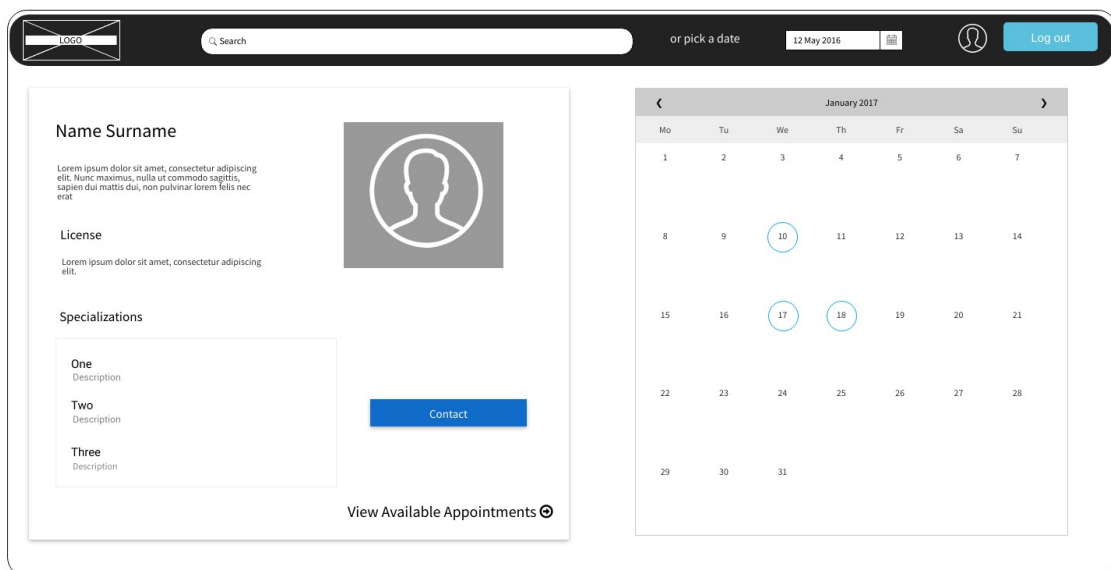 LOGO
Search
or pick a date
12 May 2016
Log out
Name Surname
Lorem ipsum dolor sit amet, consectetur adipiscing
elit. Nunc maximus, nulla ut commodo sagittis,
sapien dui mattis dui, non pulvinar lorem felis nec
erat
License
Lorem ipsum dolor sit amet, consectetur adipiscing
elit.
Specializations
One
Description
Two
Description
Three
Description
Contact
View Available Appointments
January 2017
Mo Tu We Th Fr Sa Su
1 2 3 4 5 6 7
8 9 10 11 12 13 14
15 16 17 18 19 20 21
22 23 24 25 26 27 28
29 30 31